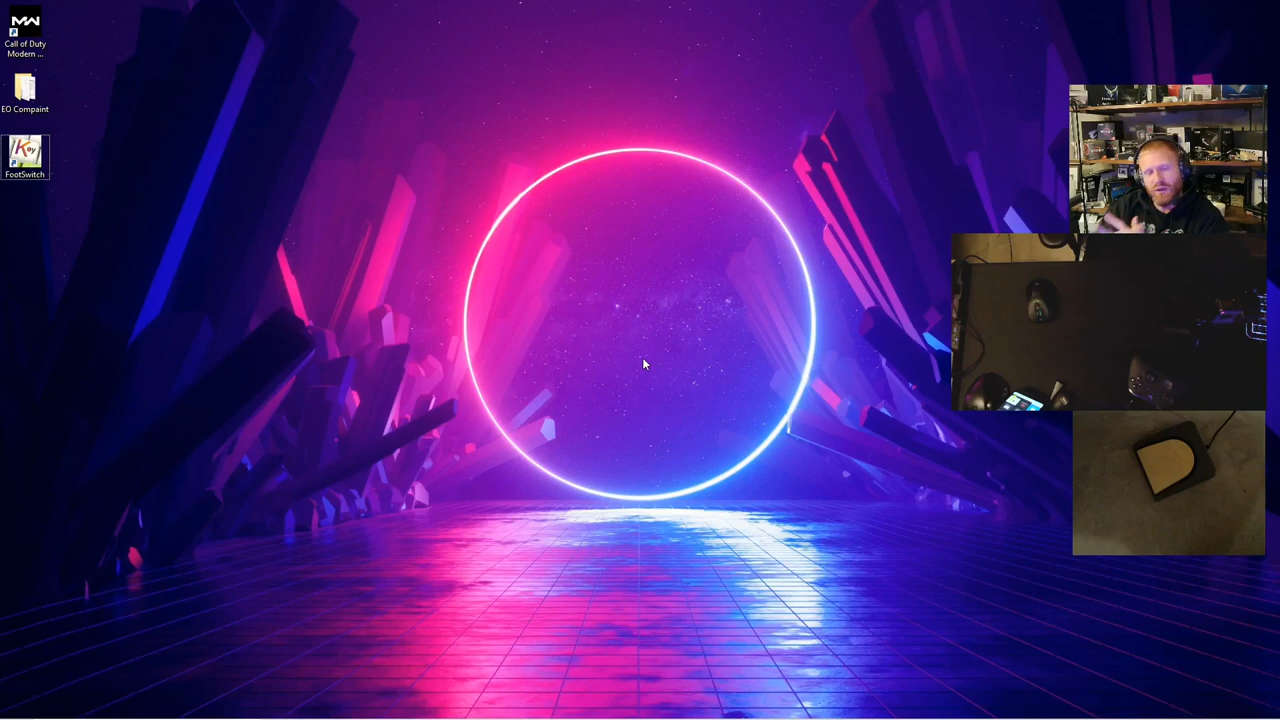 MW
Call of Duty
Modern ...
EO Compaint
Key
FootSwitch